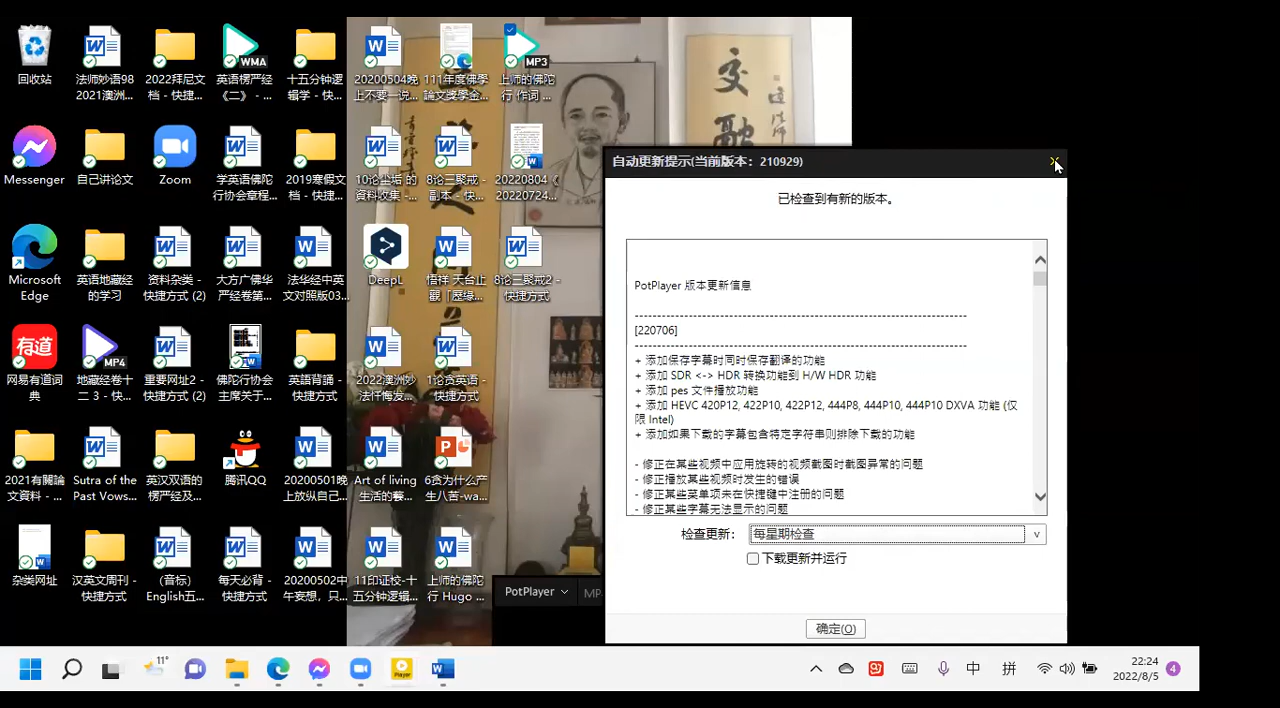 回收站
法师妙语98
2021澳洲...
2022拜尼文
档 - 快捷...
WMA
英语楞严经
《二》 - ...
十五分钟逻
辑学 - 快...
20200504晚
上不要一说...
111年度佛學
論文獎學金...
MP3
上师的佛陀
行 作词 ...
Messenger
自己讲论文
Zoom
学英语佛陀
行协会章程...
2019寒假文
档 - 快捷...
10论尘垢 的
資料收集 - ...
8论三聚戒 -
副本 - 快...
20220804《
20220724...
Microsoft
Edge
英语地藏经
的学习
资料杂类 -
快捷方式 (2)
大方广佛华
严经卷第...
法华经中英
文对照版03...
DeepL
悟祥 天台止
觀「歷緣...
8论三聚戒2 -
快捷方式
有道
网易有道词
典
MP4
地藏经卷十
二 3 - 快...
重要网址2 -
快捷方式 (2)
佛陀行协会
主席关于...
英語背誦 -
快捷方式
2022澳洲妙
法忏悔发...
1论贪英语 -
快捷方式
2021有關論
文資料 - ...
Sutra of the
Past Vows...
英汉双语的
楞严经及...
腾讯QQ
20200501晚
上放纵自己...
Art of living
生活的藝...
6贪为什么产
生八苦-wa...
杂类网址
汉英文周刊 -
快捷方式
(音标)
English五...
每天必背 -
快捷方式
20200502中
午妄想，只...
11印证校-十
五分钟逻辑...
上师的佛陀
行 Hugo ...
交
融
PotPlayer
MP
自动更新提示(当前版本：210929)
已检查到有新的版本。
PotPlayer 版本更新信息
--------------------------------------------------------------------------
[220706]
--------------------------------------------------------------------------
+ 添加保存字幕时同时保存翻译的功能
+ 添加 SDR <-> HDR 转换功能到 H/W HDR 功能
+ 添加 pes 文件播放功能
+ 添加 HEVC 420P12, 422P10, 422P12, 444P8, 444P10, 444P10 DXVA 功能 (仅
限 Intel)
+ 添加如果下载的字幕包含特定字符串则排除下载的功能
- 修正在某些视频中应用旋转的视频截图时截图异常的问题
- 修正播放某些视频时发生的错误
- 修正某些菜单项未在快捷键中注册的问题
- 修正某些字幕无法显示的问题
检查更新：
每星期检查
下载更新并运行
确定(O)
11°
Player
中
拼
22:24
2022/8/5
4